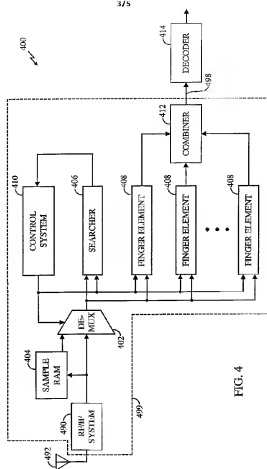 3/5
400
414
DECODER
498
412
COMBINER
410
CONTROL
SYSTEM
406
SEARCHER
408
FINGER ELEMENT
408
FINGER ELEMENT
408
FINGER ELEMENT
DE-
MUX
402
404
SAMPLE
RAM
490
RF/IF
SYSTEM
492
499
FIG. 4